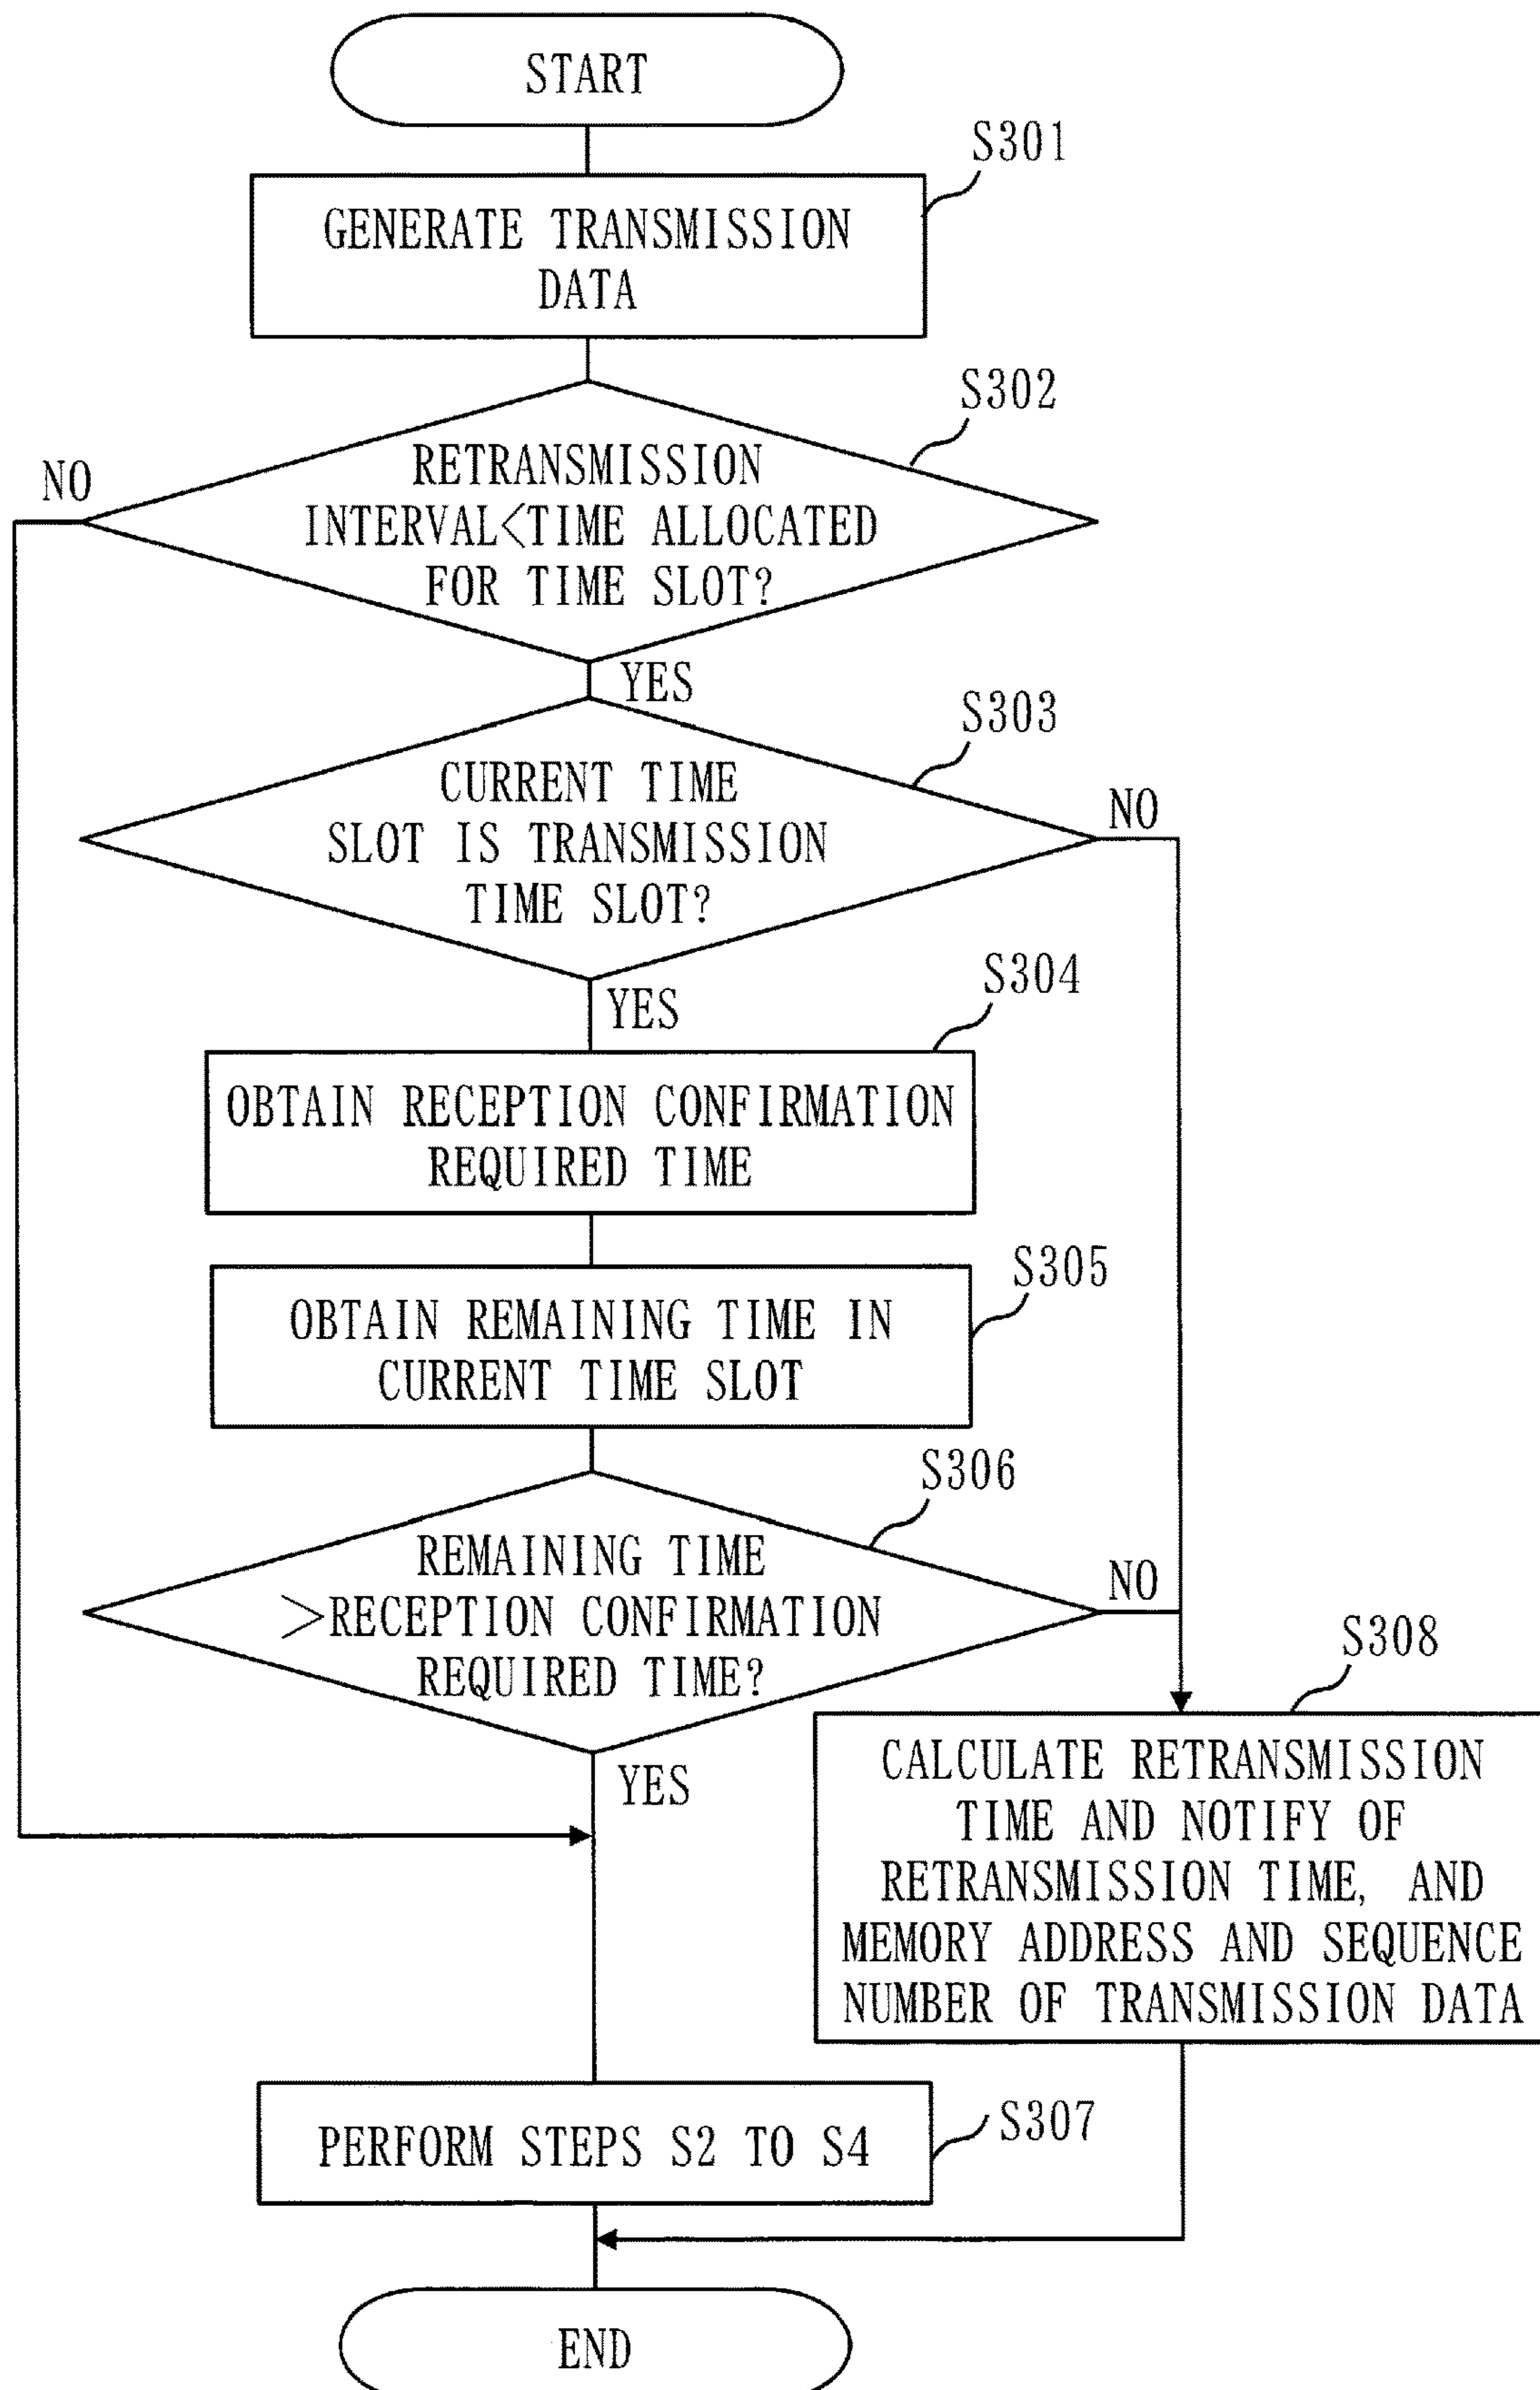 START
S301
GENERATE TRANSMISSION
DATA
S302
NO
RETRANSMISSION
INTERVAL<TIME ALLOCATED
FOR TIME SLOT?
YES
S303
CURRENT TIME
SLOT IS TRANSMISSION
TIME SLOT?
NO
YES
S304
OBTAIN RECEPTION CONFIRMATION
REQUIRED TIME
S305
OBTAIN REMAINING TIME IN
CURRENT TIME SLOT
S306
REMAINING TIME
>RECEPTION CONFIRMATION
REQUIRED TIME?
NO
YES
S308
CALCULATE RETRANSMISSION
TIME AND NOTIFY OF
RETRANSMISSION TIME, AND
MEMORY ADDRESS AND SEQUENCE
NUMBER OF TRANSMISSION DATA
PERFORM STEPS S2 TO S4
S307
END